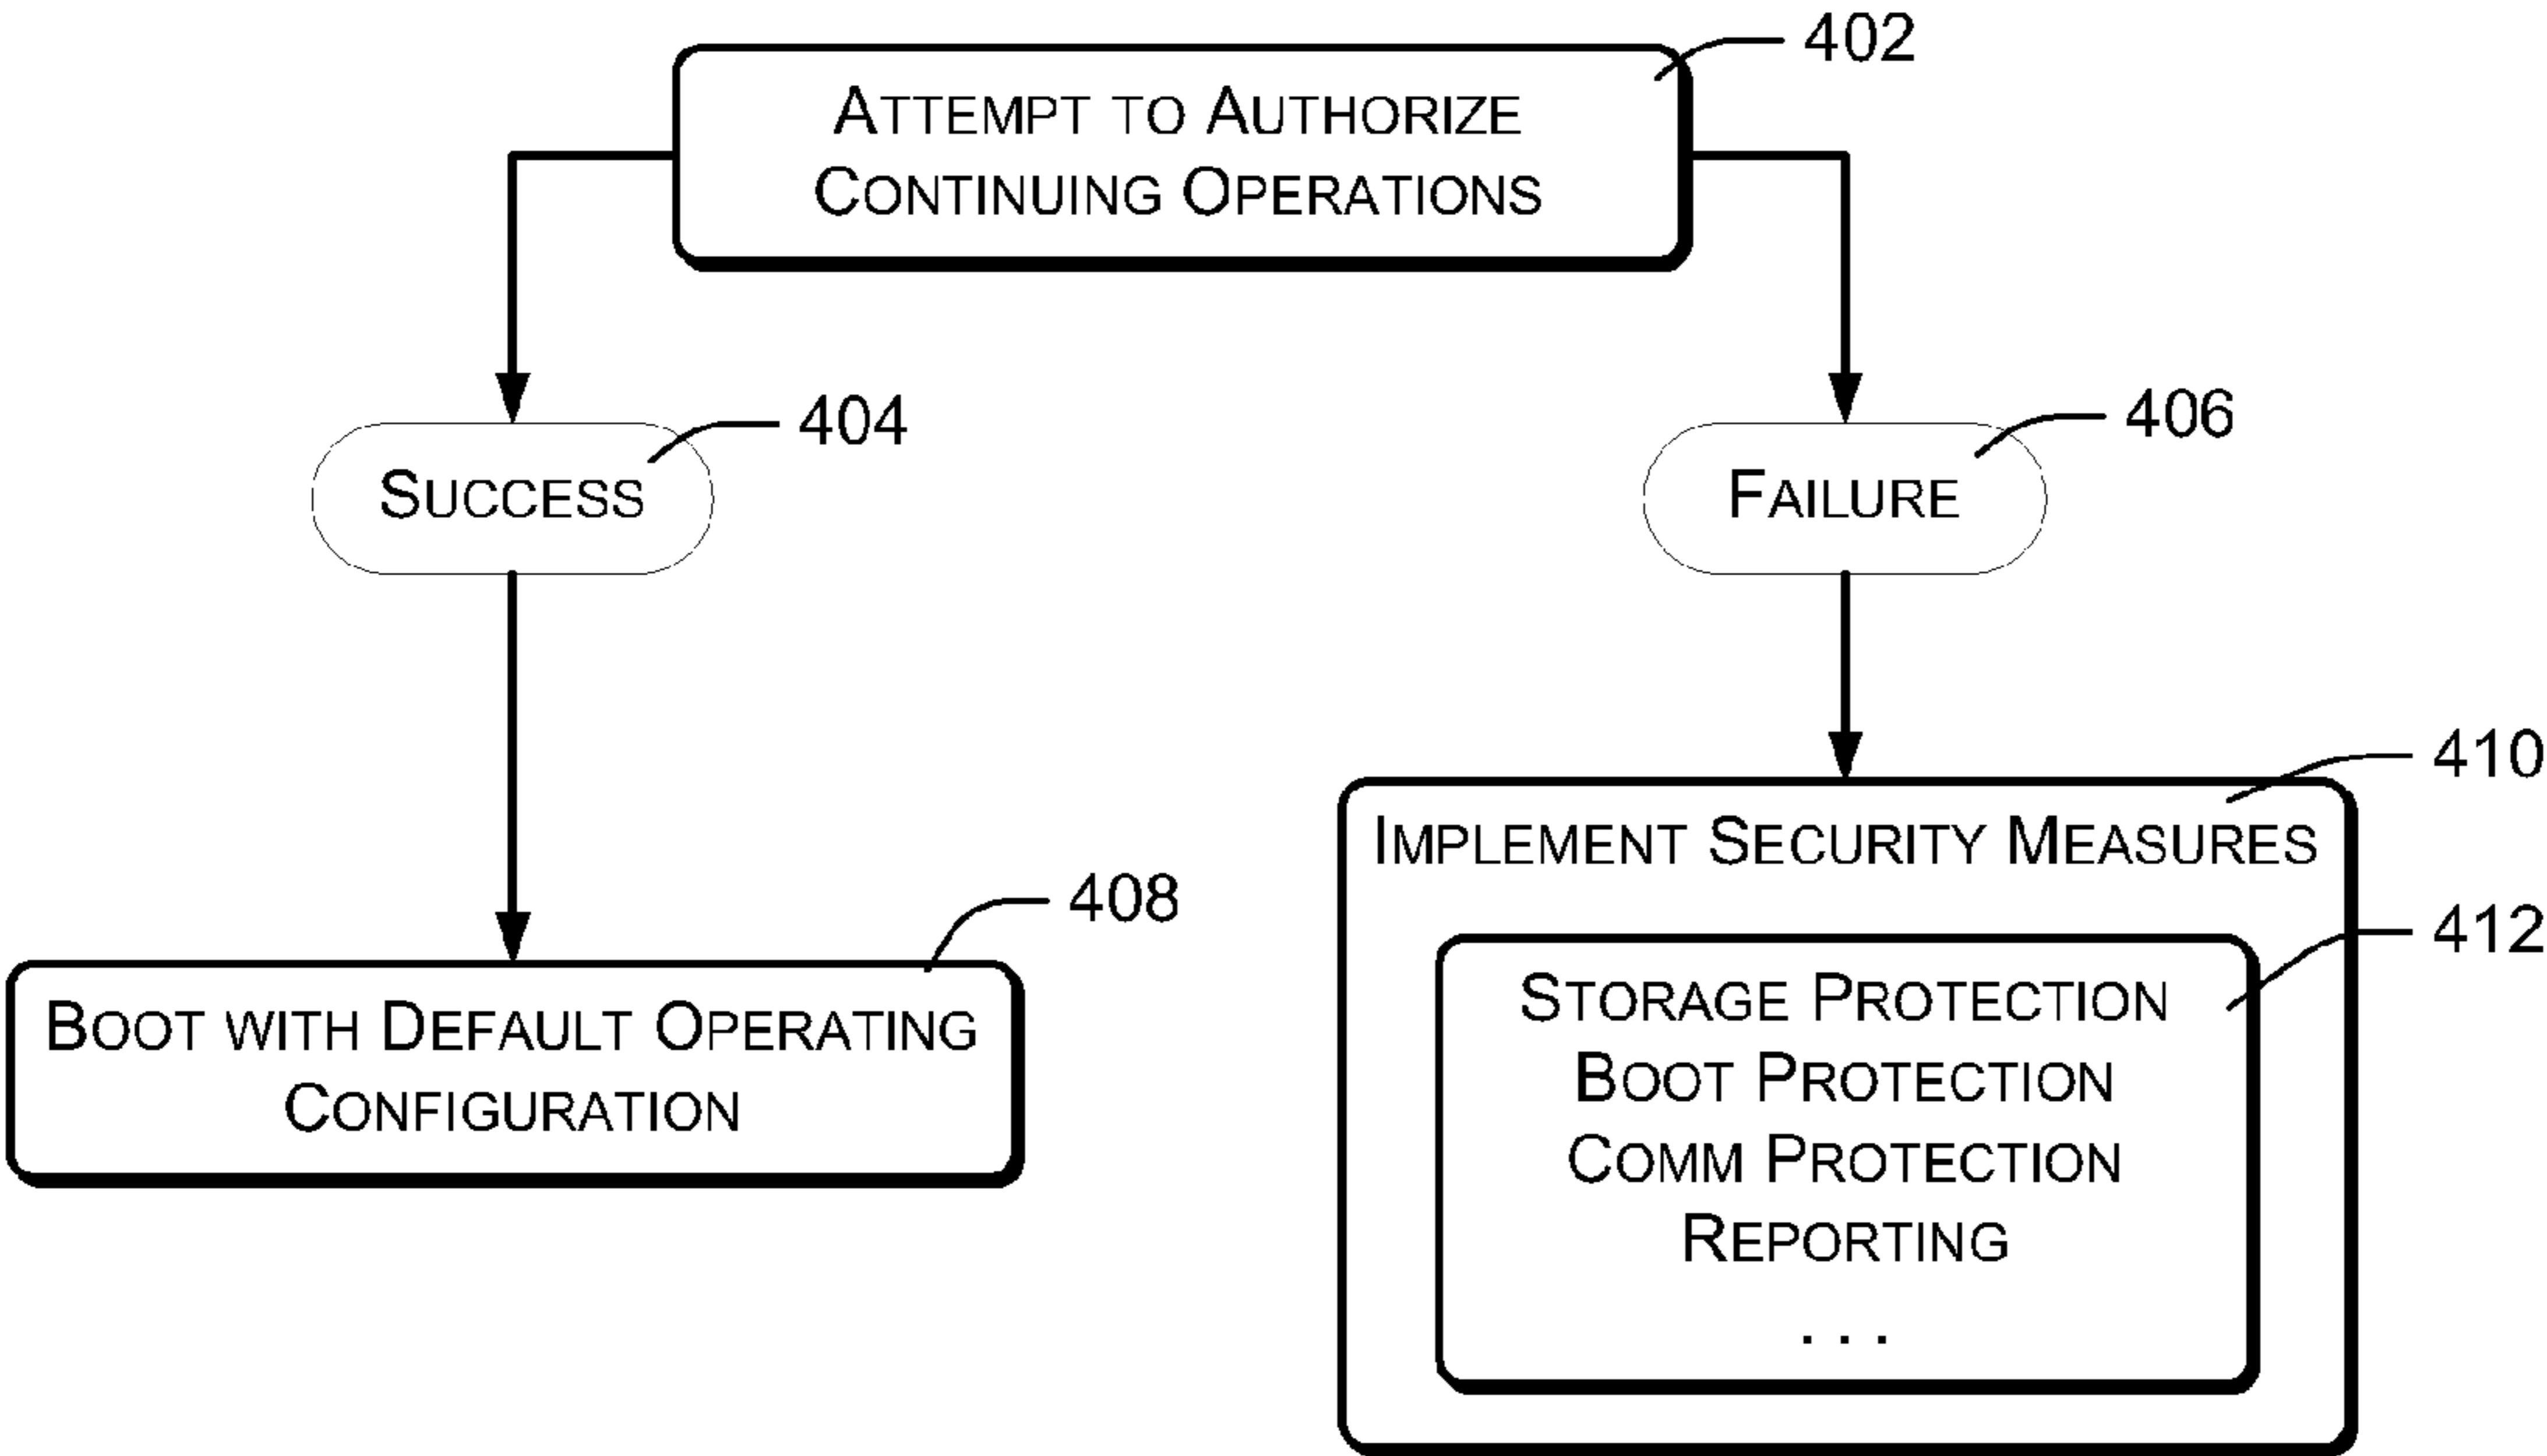 402
ATTEMPT TO AUTHORIZE
CONTINUING OPERATIONS
404
SUCCESS
406
FAILURE
408
BOOT WITH DEFAULT OPERATING
CONFIGURATION
410
IMPLEMENT SECURITY MEASURES
412
STORAGE PROTECTION
BOOT PROTECTION
COMM PROTECTION
REPORTING
. . .